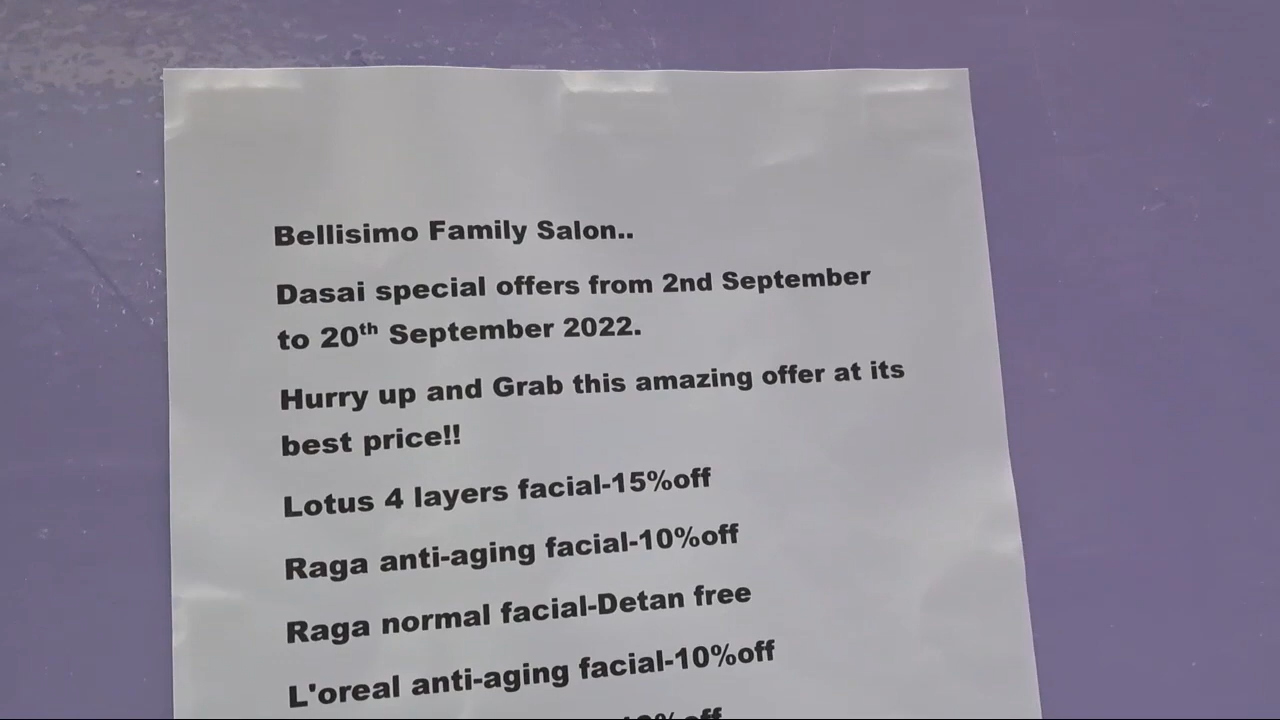 Bellisimo Family Salon..
Dasai special offers from 2nd September
to 20th September 2022.
Hurry up and Grab this amazing offer at its
best price!!
Lotus 4 layers facial-15%off
Raga anti-aging facial-10%off
Raga normal facial-Detan free
L'oreal anti-aging facial-10%off